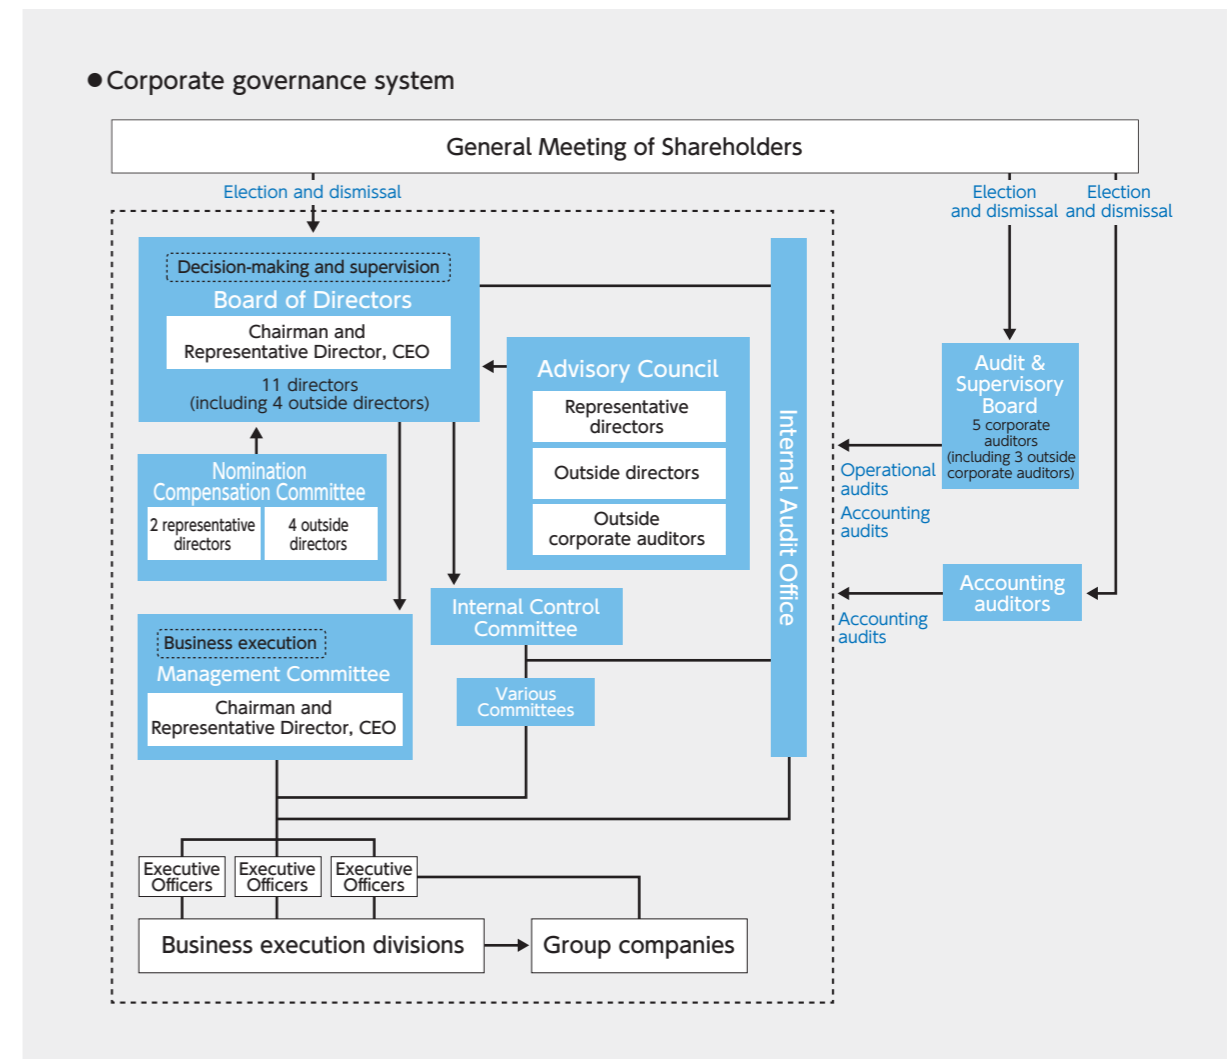 ●Corporate governance system
General Meeting of Shareholders
Election and dismissal
Election
and dismissal
Election
and dismissal
Decision-making and supervision
Board of Directors
Chairman and
Representative Director, CEO
11 directors
(including 4 outside directors)
Nomination
Compensation Committee
2 representative
directors
4 outside
directors
Advisory Council
Representative
directors
Outside directors
Outside
corporate auditors
Internal Audit Office
Audit &
Supervisory
Board
5 corporate
auditors
(including 3 outside
corporate auditors)
Operational
audits
Accounting
audits
Accounting
auditors
Accounting
audits
Internal Control
Committee
Various
Committees
Business execution
Management Committee
Chairman and
Representative Director, CEO
Executive
Officers
Executive
Officers
Executive
Officers
Business execution divisions
Group companies